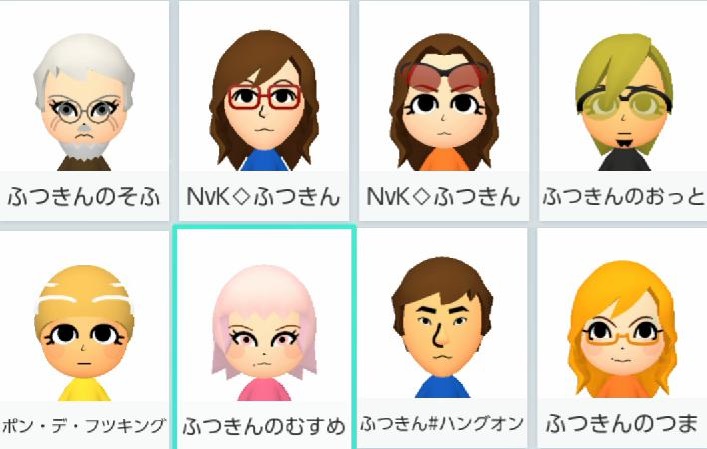 ふつきんのそふ
NvK◇ふつきん
NvK◇ふつきん
ふつきんのおっと
ポン・デ・フツキング
ふつきんのむすめ
ふつきん#ハングオン
ふつきんのつま